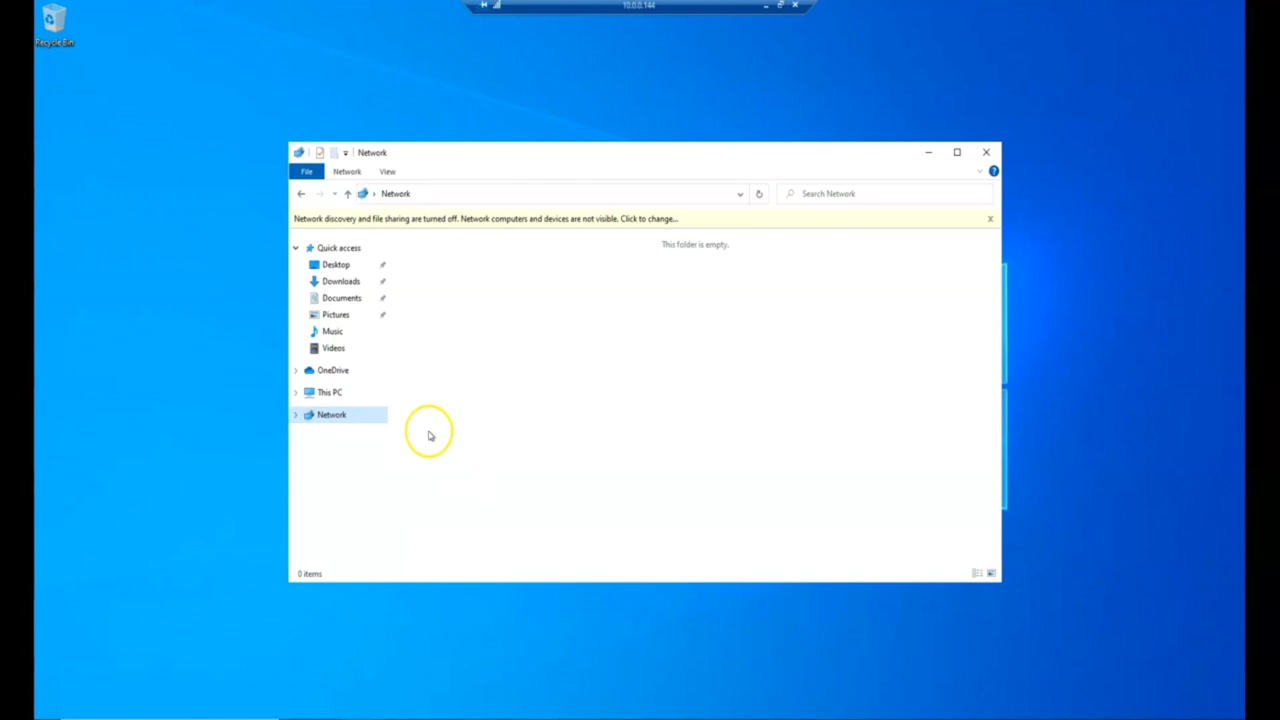 10.0.0.144
Recycle Bin
Network
File Network View
Network Search Network
Network discovery and file sharing are turned off. Network computers and devices are not visible. Click to change...
This folder is empty.
Quick access
Desktop
Downloads
Documents
Pictures
Music
Videos
OneDrive
This PC
Network
0 items